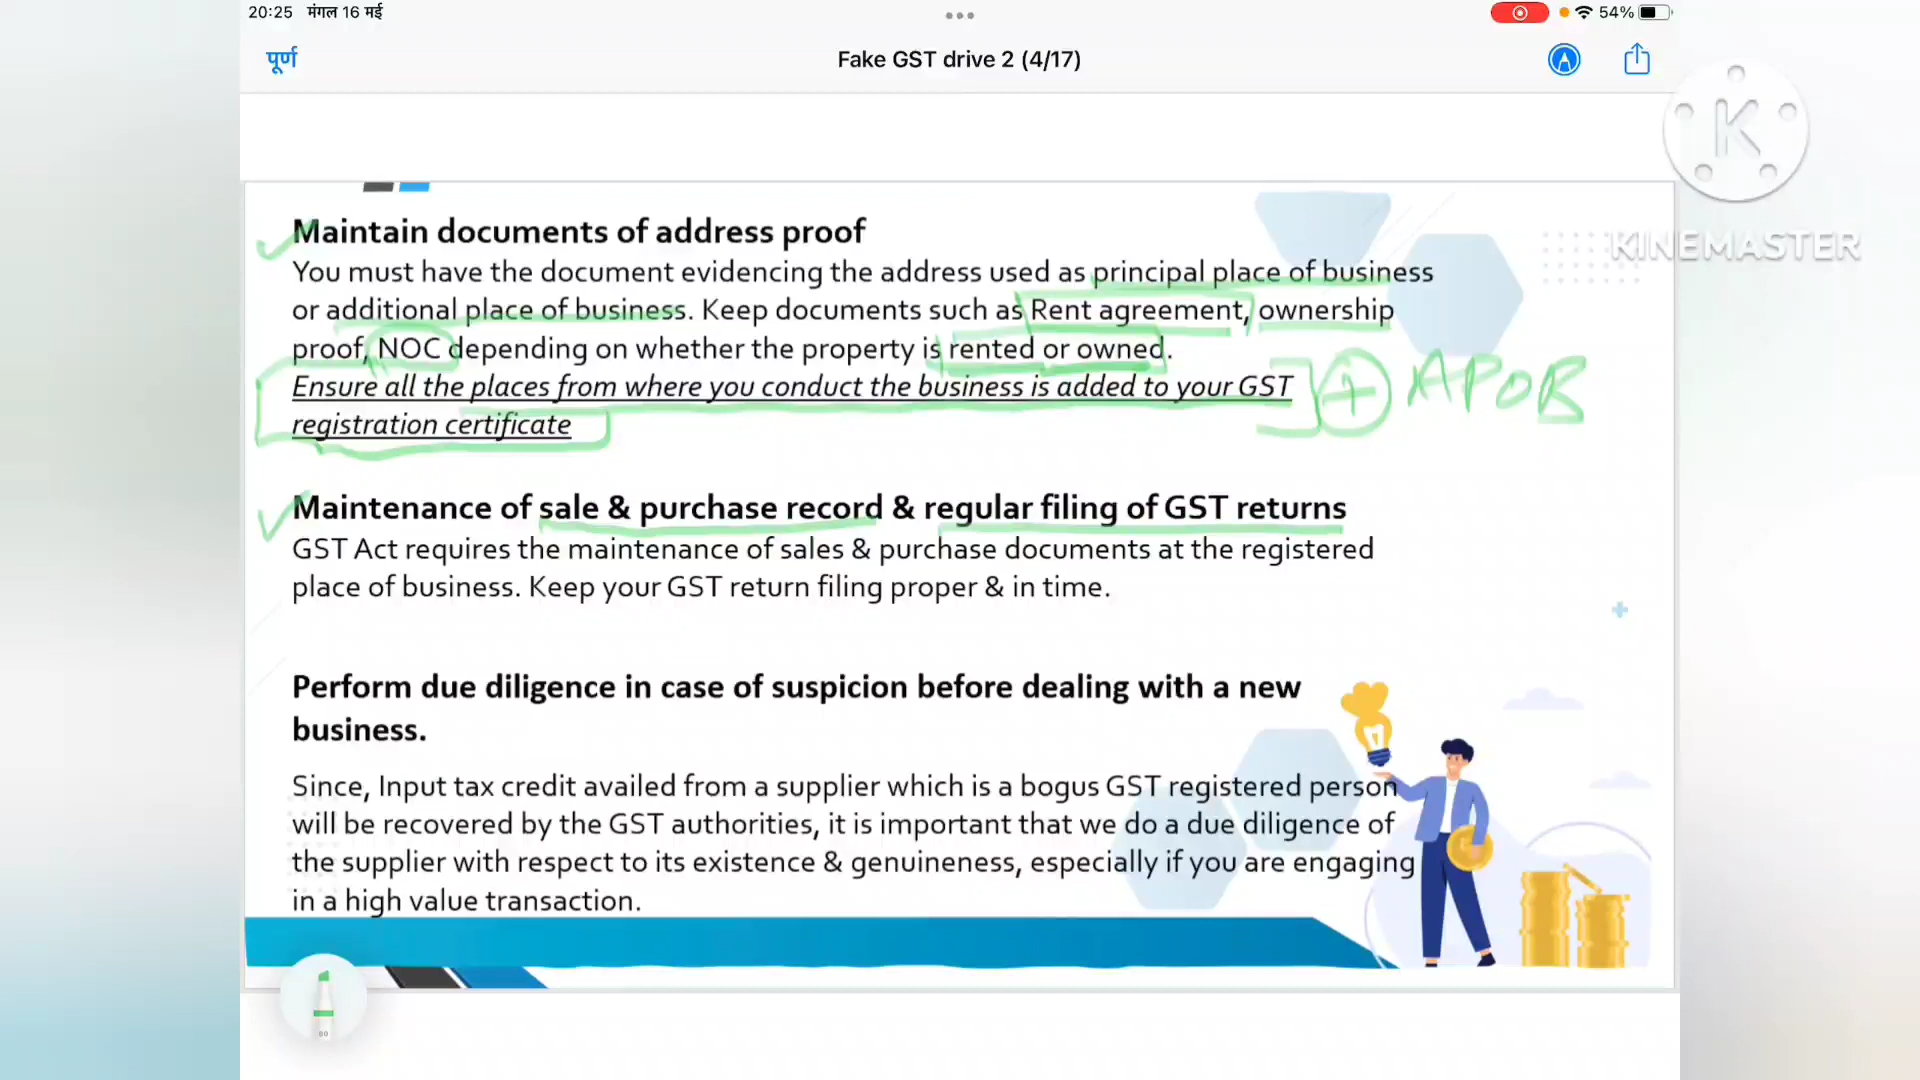 20:25 मंगल 16 मई
54%
पूर्ण
Fake GST drive 2 (4/17)
K
KINEMASTER
Maintain documents of address proof
You must have the document evidencing the address used as principal place of business
or additional place of business. Keep documents such as Rent agreement, ownership
proof, NOC depending on whether the property is rented or owned.
Ensure all the places from where you conduct the business is added to your GST
registration certificate
+ APOB
Maintenance of sale & purchase record & regular filing of GST returns
GST Act requires the maintenance of sales & purchase documents at the registered
place of business. Keep your GST return filing proper & in time.
Perform due diligence in case of suspicion before dealing with a new
business.
Since, Input tax credit availed from a supplier which is a bogus GST registered person
will be recovered by the GST authorities, it is important that we do a due diligence of
the supplier with respect to its existence & genuineness, especially if you are engaging
in a high value transaction.